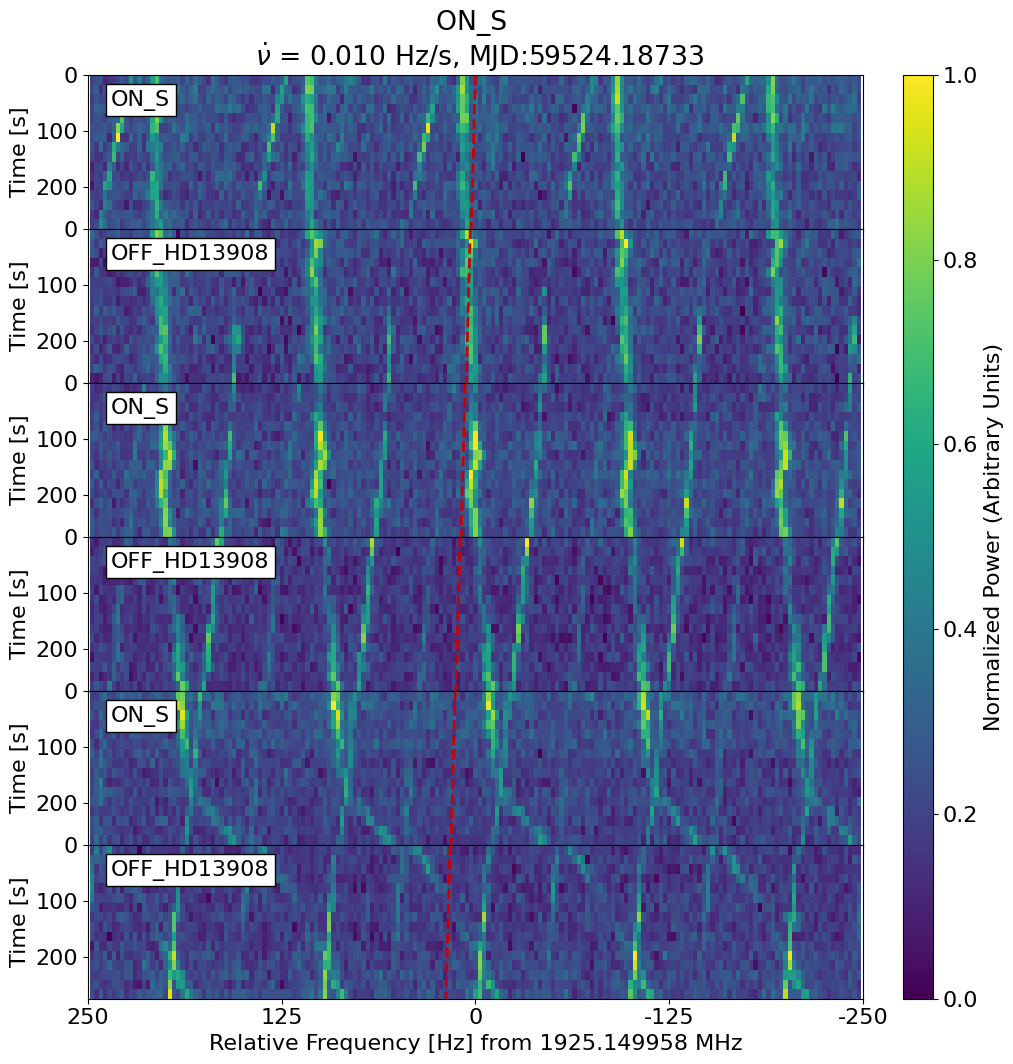 ON_S
ν̇ = 0.010 Hz/s, MJD:59524.18733
ON_S
OFF_HD13908
ON_S
OFF_HD13908
ON_S
OFF_HD13908
Time [s]
0
100
200
Time [s]
0
100
200
Time [s]
0
100
200
Time [s]
0
100
200
Time [s]
0
100
200
Time [s]
0
100
200
250
125
0
-125
-250
Relative Frequency [Hz] from 1925.149958 MHz
1.0
0.8
0.6
0.4
0.2
0.0
Normalized Power (Arbitrary Units)